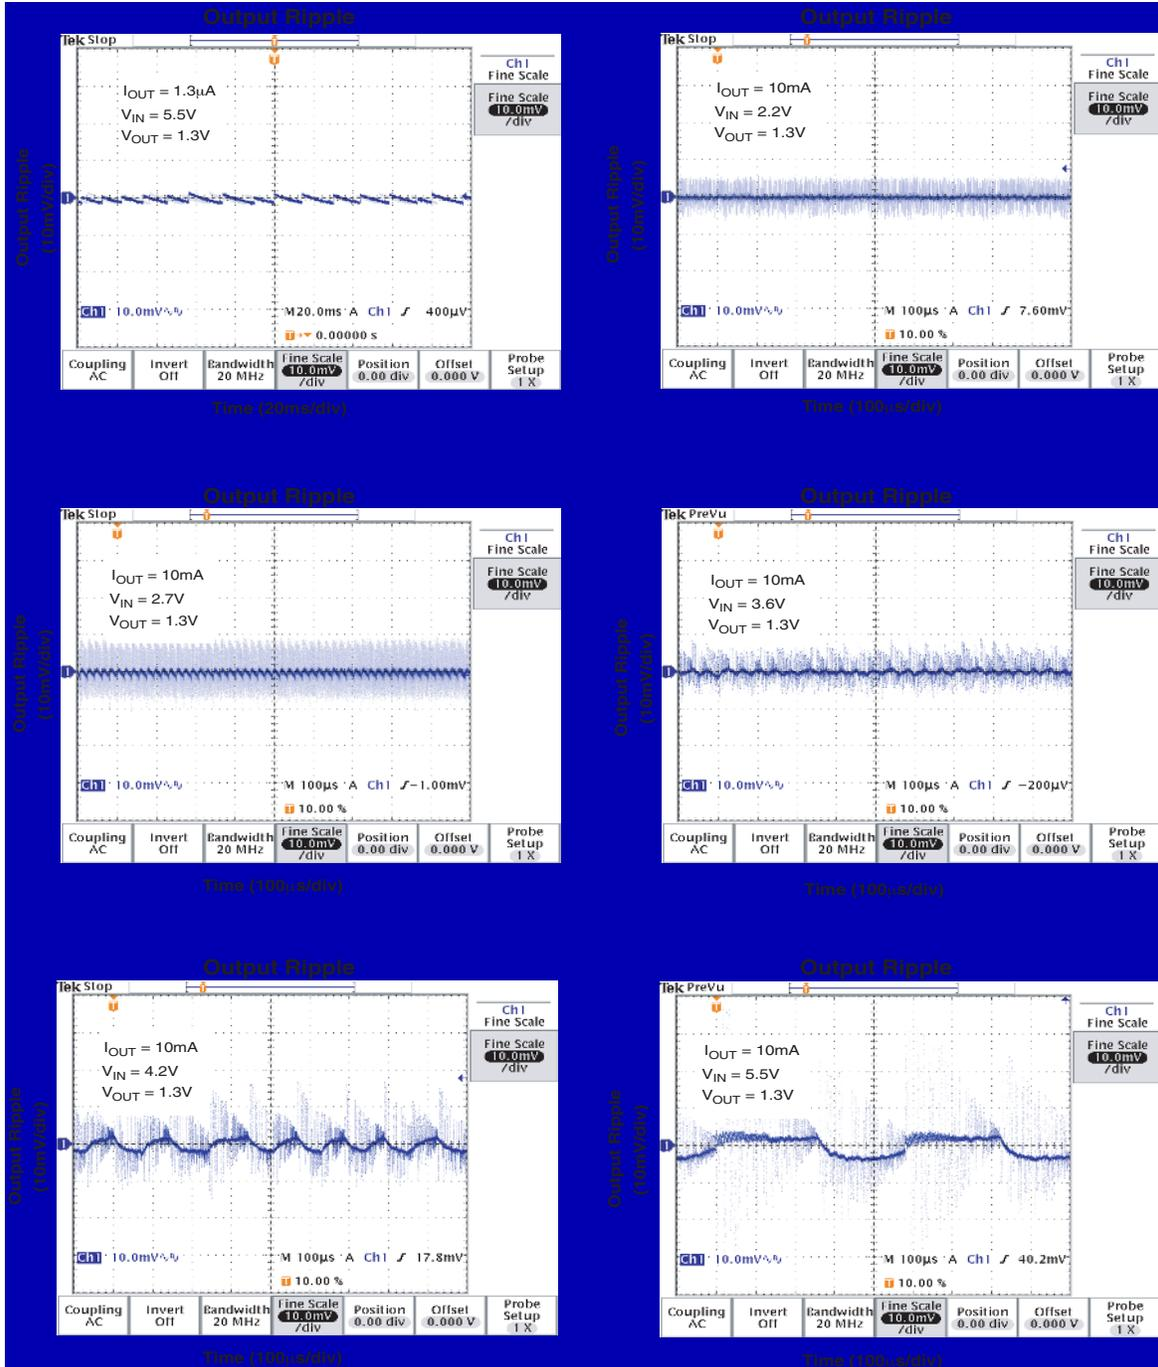 Output Ripple
Tek Stop
Ch1
Fine Scale
Fine Scale
10.0mV
/div
IOUT = 1.3µA
VIN = 5.5V
VOUT = 1.3V
Output Ripple
(10mV/div)
1
Ch1 10.0mV M20.0ms A Ch1 400µV
0.00000 s
Coupling AC
Invert Off
Bandwidth 20 MHz
Fine Scale 10.0mV /div
Position 0.00 div
Offset 0.000 V
Probe Setup 1 X
Time (20ms/div)
Output Ripple
Tek Stop
Ch1
Fine Scale
Fine Scale
10.0mV
/div
IOUT = 10mA
VIN = 2.2V
VOUT = 1.3V
Output Ripple
(10mV/div)
1
Ch1 10.0mV M 100µs A Ch1 7.60mV
10.00 %
Coupling AC
Invert Off
Bandwidth 20 MHz
Fine Scale 10.0mV /div
Position 0.00 div
Offset 0.000 V
Probe Setup 1 X
Time (100µs/div)
Output Ripple
Tek Stop
Ch1
Fine Scale
Fine Scale
10.0mV
/div
IOUT = 10mA
VIN = 2.7V
VOUT = 1.3V
Output Ripple
(10mV/div)
1
Ch1 10.0mV M 100µs A Ch1 -1.00mV
10.00 %
Coupling AC
Invert Off
Bandwidth 20 MHz
Fine Scale 10.0mV /div
Position 0.00 div
Offset 0.000 V
Probe Setup 1 X
Time (100µs/div)
Output Ripple
Tek PreVu
Ch1
Fine Scale
Fine Scale
10.0mV
/div
IOUT = 10mA
VIN = 3.6V
VOUT = 1.3V
Output Ripple
(10mV/div)
1
Ch1 10.0mV M 100µs A Ch1 -200µV
10.00 %
Coupling AC
Invert Off
Bandwidth 20 MHz
Fine Scale 10.0mV /div
Position 0.00 div
Offset 0.000 V
Probe Setup 1 X
Time (100µs/div)
Output Ripple
Tek Stop
Ch1
Fine Scale
Fine Scale
10.0mV
/div
IOUT = 10mA
VIN = 4.2V
VOUT = 1.3V
Output Ripple
(10mV/div)
1
Ch1 10.0mV M 100µs A Ch1 17.8mV
10.00 %
Coupling AC
Invert Off
Bandwidth 20 MHz
Fine Scale 10.0mV /div
Position 0.00 div
Offset 0.000 V
Probe Setup 1 X
Time (100µs/div)
Output Ripple
Tek PreVu
Ch1
Fine Scale
Fine Scale
10.0mV
/div
IOUT = 10mA
VIN = 5.5V
VOUT = 1.3V
Output Ripple
(10mV/div)
1
Ch1 10.0mV M 100µs A Ch1 40.2mV
10.00 %
Coupling AC
Invert Off
Bandwidth 20 MHz
Fine Scale 10.0mV /div
Position 0.00 div
Offset 0.000 V
Probe Setup 1 X
Time (100µs/div)